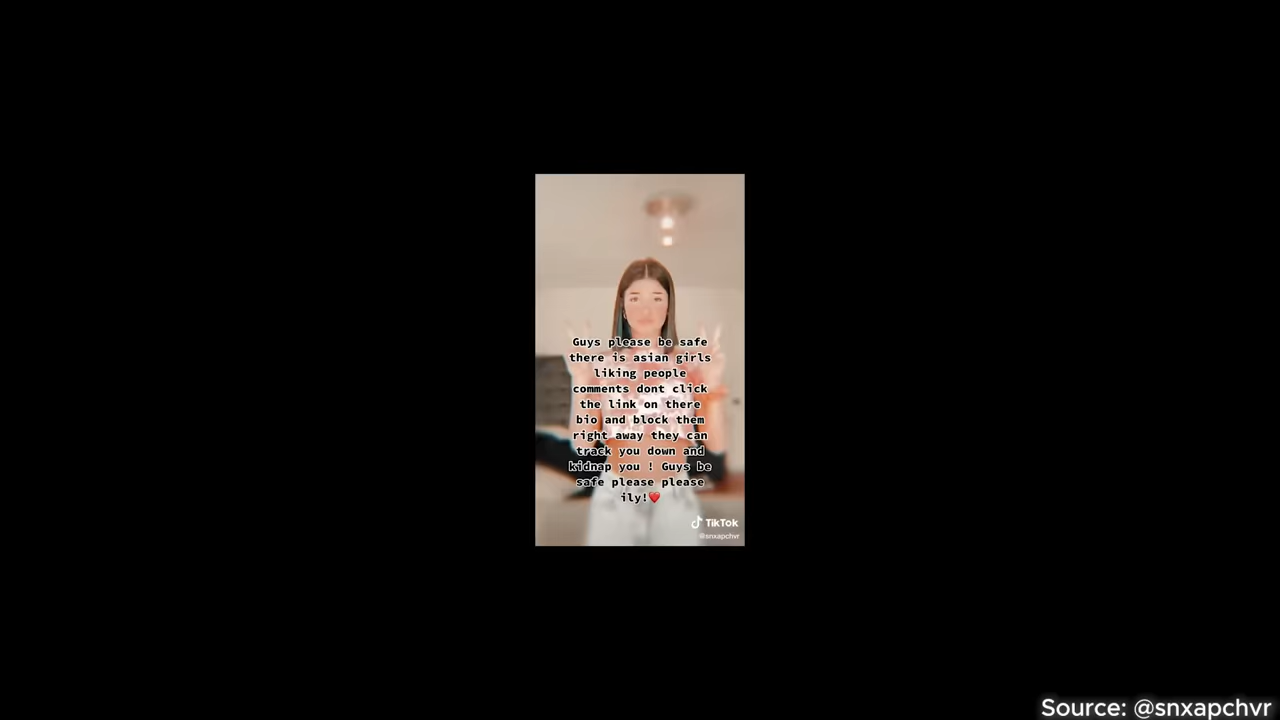 Guys please be safe
there is asian girls
liking people
comments dont click
the link on there
bio and block them
right away they can
track you down and
kidnap you ! Guys be
safe please please
ily!❤️
TikTok
@snxapchvr
Source: @snxapchvr